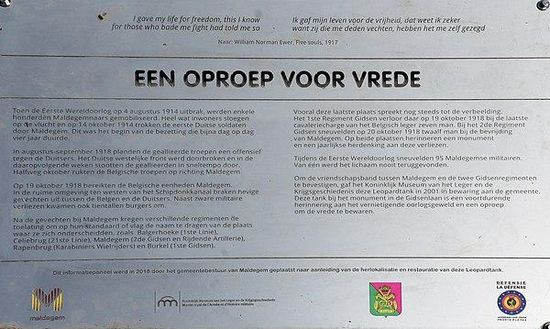 I gave my life for freedom, this I know
for those who bade me fight had told me so
Ik gaf mijn leven voor de vrijheid, dat weet ik zeker
want zij die me deden vechten, hebben het me zelf gezegd
Naar: William Norman Ewer, Five souls, 1917
EEN OPROEP VOOR VREDE
Toen de Eerste Wereldoorlog op 4 augustus 1914 uitbrak, werden enkele
honderden Maldegemnaars gemobiliseerd. Heel wat inwoners sloegen
op de vlucht en op 14 oktober 1914 trokken de eerste Duitse soldaten
door Maldegem. Dit was het begin van de bezetting die bijna dag op dag
vier jaar duurde.
In augustus-september 1918 planden de geallieerde troepen een offensief
tegen de Duitsers. Het Duitse westelijke front werd doorbroken en in de
daaropvolgende weken stootten de geallieerden in sneltempo door.
Halfweg oktober rukten de Belgische troepen op richting Maldegem.
Op 19 oktober 1918 bereikten de Belgische eenheden Maldegem.
In de ruime omgeving ten westen van het Schipdonkkanaal braken hevige
gevechten uit tussen de Belgen en de Duitsers. Naast zware militaire
verliezen kwamen ook tientallen burgers om.
Na de gevechten bij Maldegem kregen verschillende regimenten de
toelating om op hun standaard of vlag de naam te dragen van de plaats
waar ze zich onderscheidden, zoals Balgerhoeke (1ste Linie),
Celiebrug (21ste Linie), Maldegem (2de Gidsen en Rijdende Artillerie),
Rapenbrug (Karabiniers Wielrijders) en Burkel (1ste Gidsen).
Vooral deze laatste plaats spreekt nog steeds tot de verbeelding.
Het 1ste Regiment Gidsen verloor daar op 19 oktober 1918 bij de laatste
cavaleriecharge van het Belgisch leger zeven man. Bij het 2de Regiment
Gidsen sneuvelden op 20 oktober 1918 twaalf man bij de bevrijding
van Maldegem. Op beide plaatsen herinneren een monument
en een jaarlijkse herdenking aan deze verliezen.
Tijdens de Eerste Wereldoorlog sneuvelden 95 Maldegemse militairen.
Van één werd het lichaam nooit teruggevonden.
Om de vriendschapsband tussen Maldegem en de twee Gidsenregimenten
te bevestigen, gaf het Koninklijk Museum van het Leger en de
Krijgsgeschiedenis deze Leopardtank in 2001 in bewaring aan de gemeente.
Deze tank bij het monument in de Gidsenlaan is een voortdurende
herinnering aan het vernietigende oorlogsgeweld en een oproep
om de vrede te bewaren.
Dit informatiepaneel werd in 2018 door het gemeentebestuur van Maldegem geplaatst naar aanleiding van de herlokalisatie en restauratie van deze Leopardtank.
maldegem
DEFENSIE
LA DÉFENSE